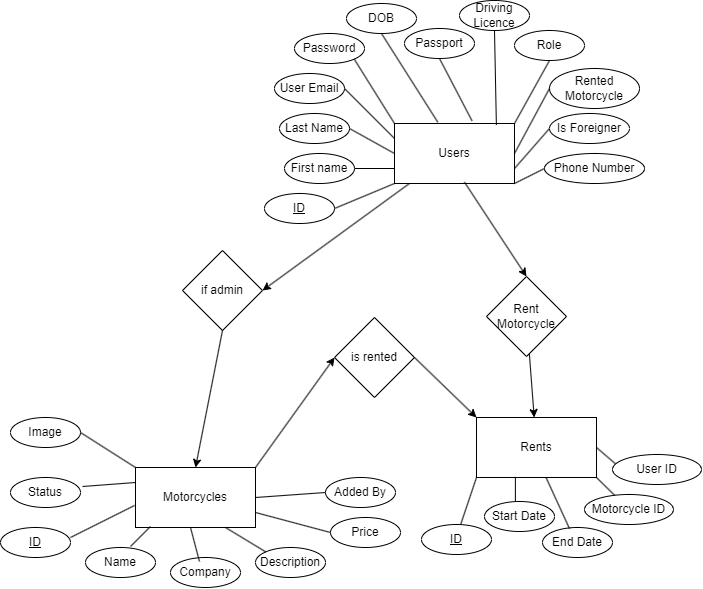 Driving
Licence
DOB
Passport
Role
Password
Rented
Motorcycle
User Email
Is Foreigner
Last Name
Users
Phone Number
First name
ID
if admin
Rent
Motorcycle
is rented
Image
Rents
User ID
Status
Motorcycles
Added By
Motorcycle ID
Start Date
ID
Price
ID
End Date
Name
Company
Description